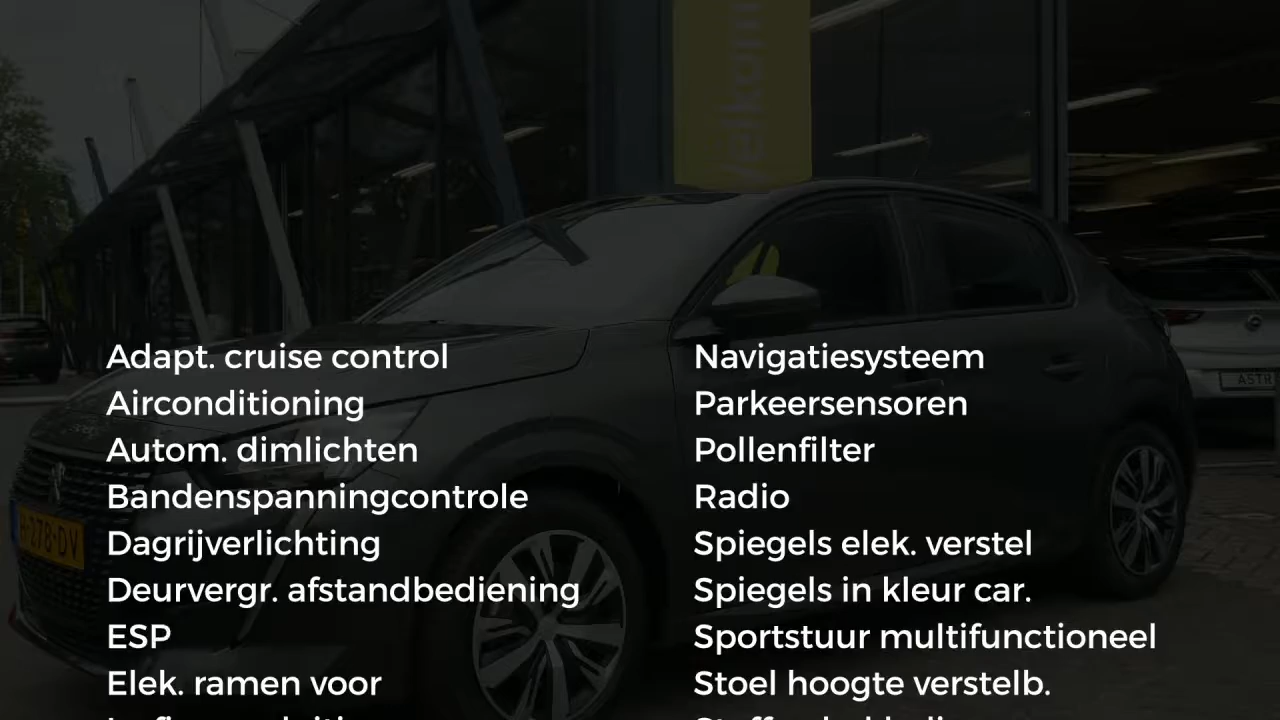 Adapt. cruise control
Airconditioning
Autom. dimlichten
Bandenspanningcontrole
Dagrijverlichting
Deurvergr. afstandbediening
ESP
Elek. ramen voor
Navigatiesysteem
Parkeersensoren
Pollenfilter
Radio
Spiegels elek. verstel
Spiegels in kleur car.
Sportstuur multifunctioneel
Stoel hoogte verstelb.